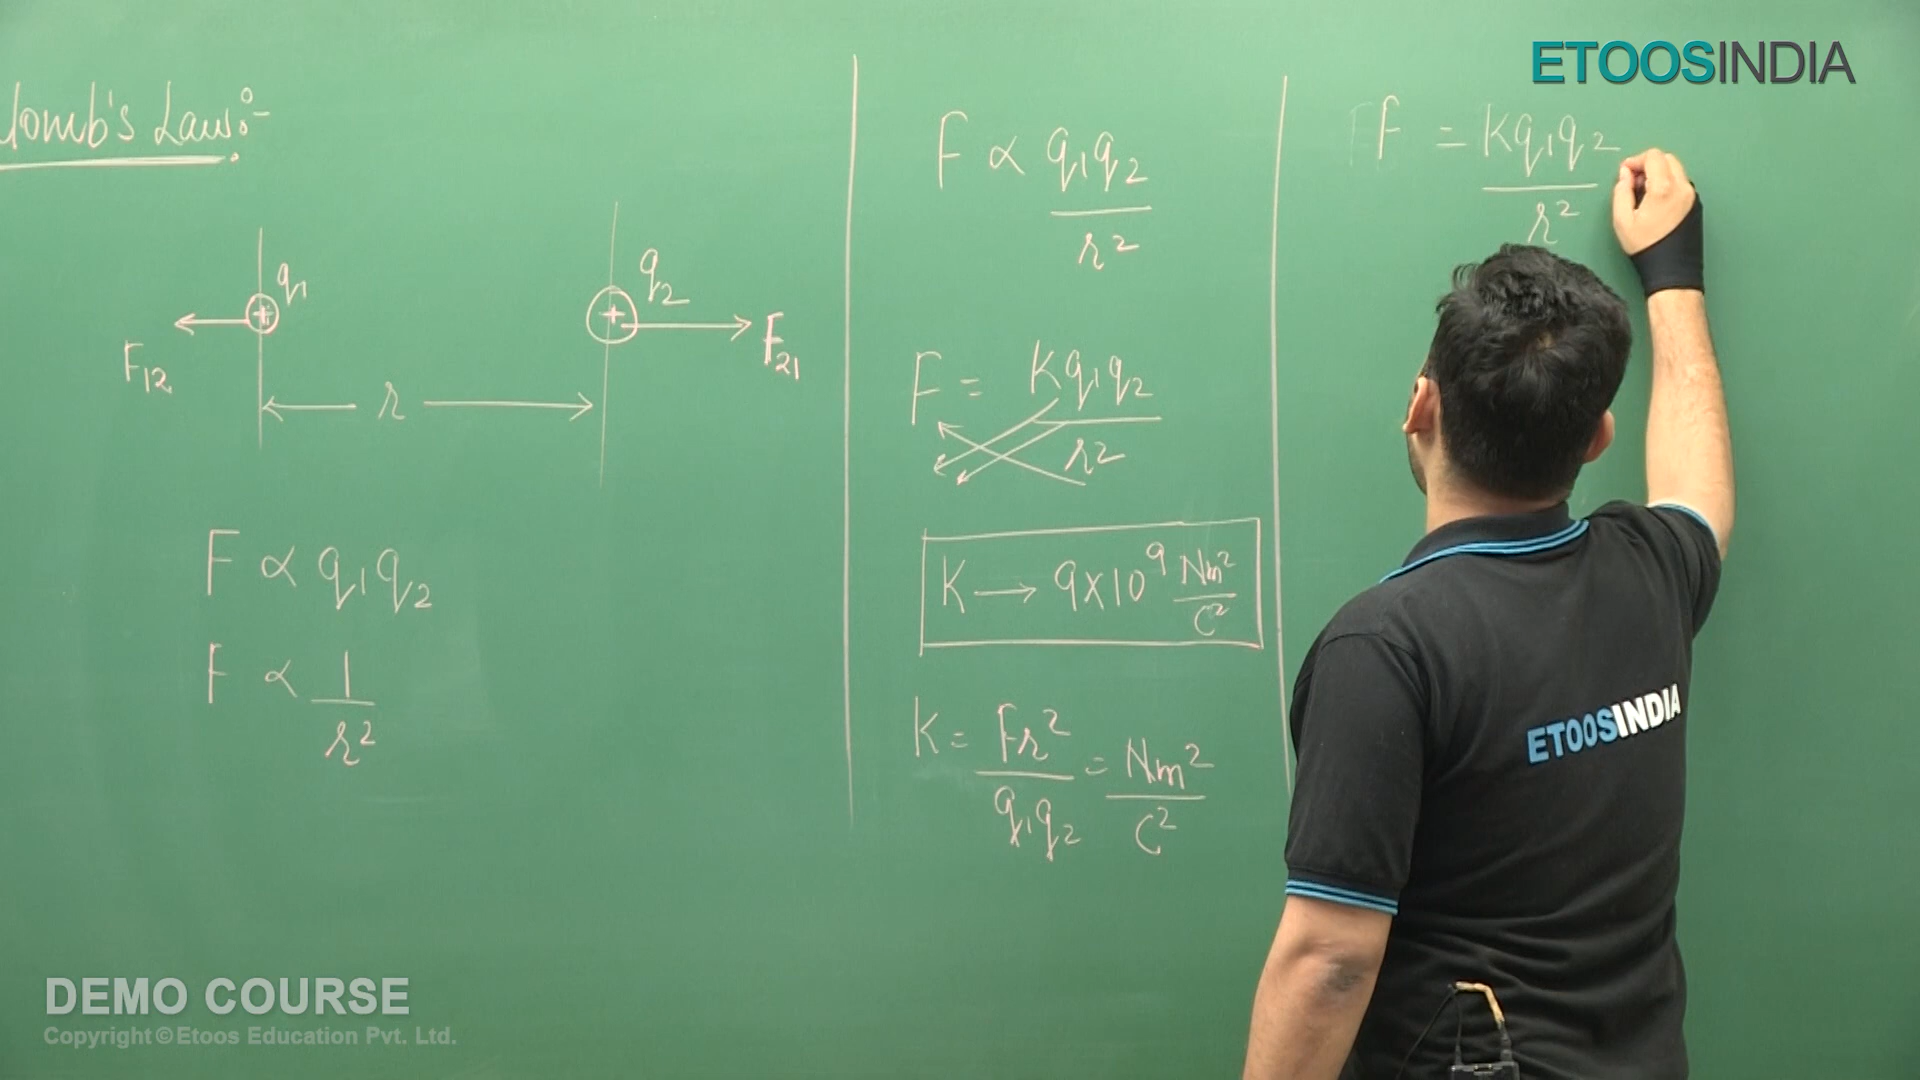 lomb's Law:-
q1
q2
F12
F21
r
F ∝ q1q2
F ∝ 1/r²
F ∝ q1q2/r²
F = Kq1q2/r²
K → 9×10⁹ Nm²/C²
K = Fr²/q1q2 = Nm²/C²
ETOOSINDIA
F = Kq1q2/r²
ETOOSINDIA
DEMO COURSE
Copyright © Etoos Education Pvt. Ltd.